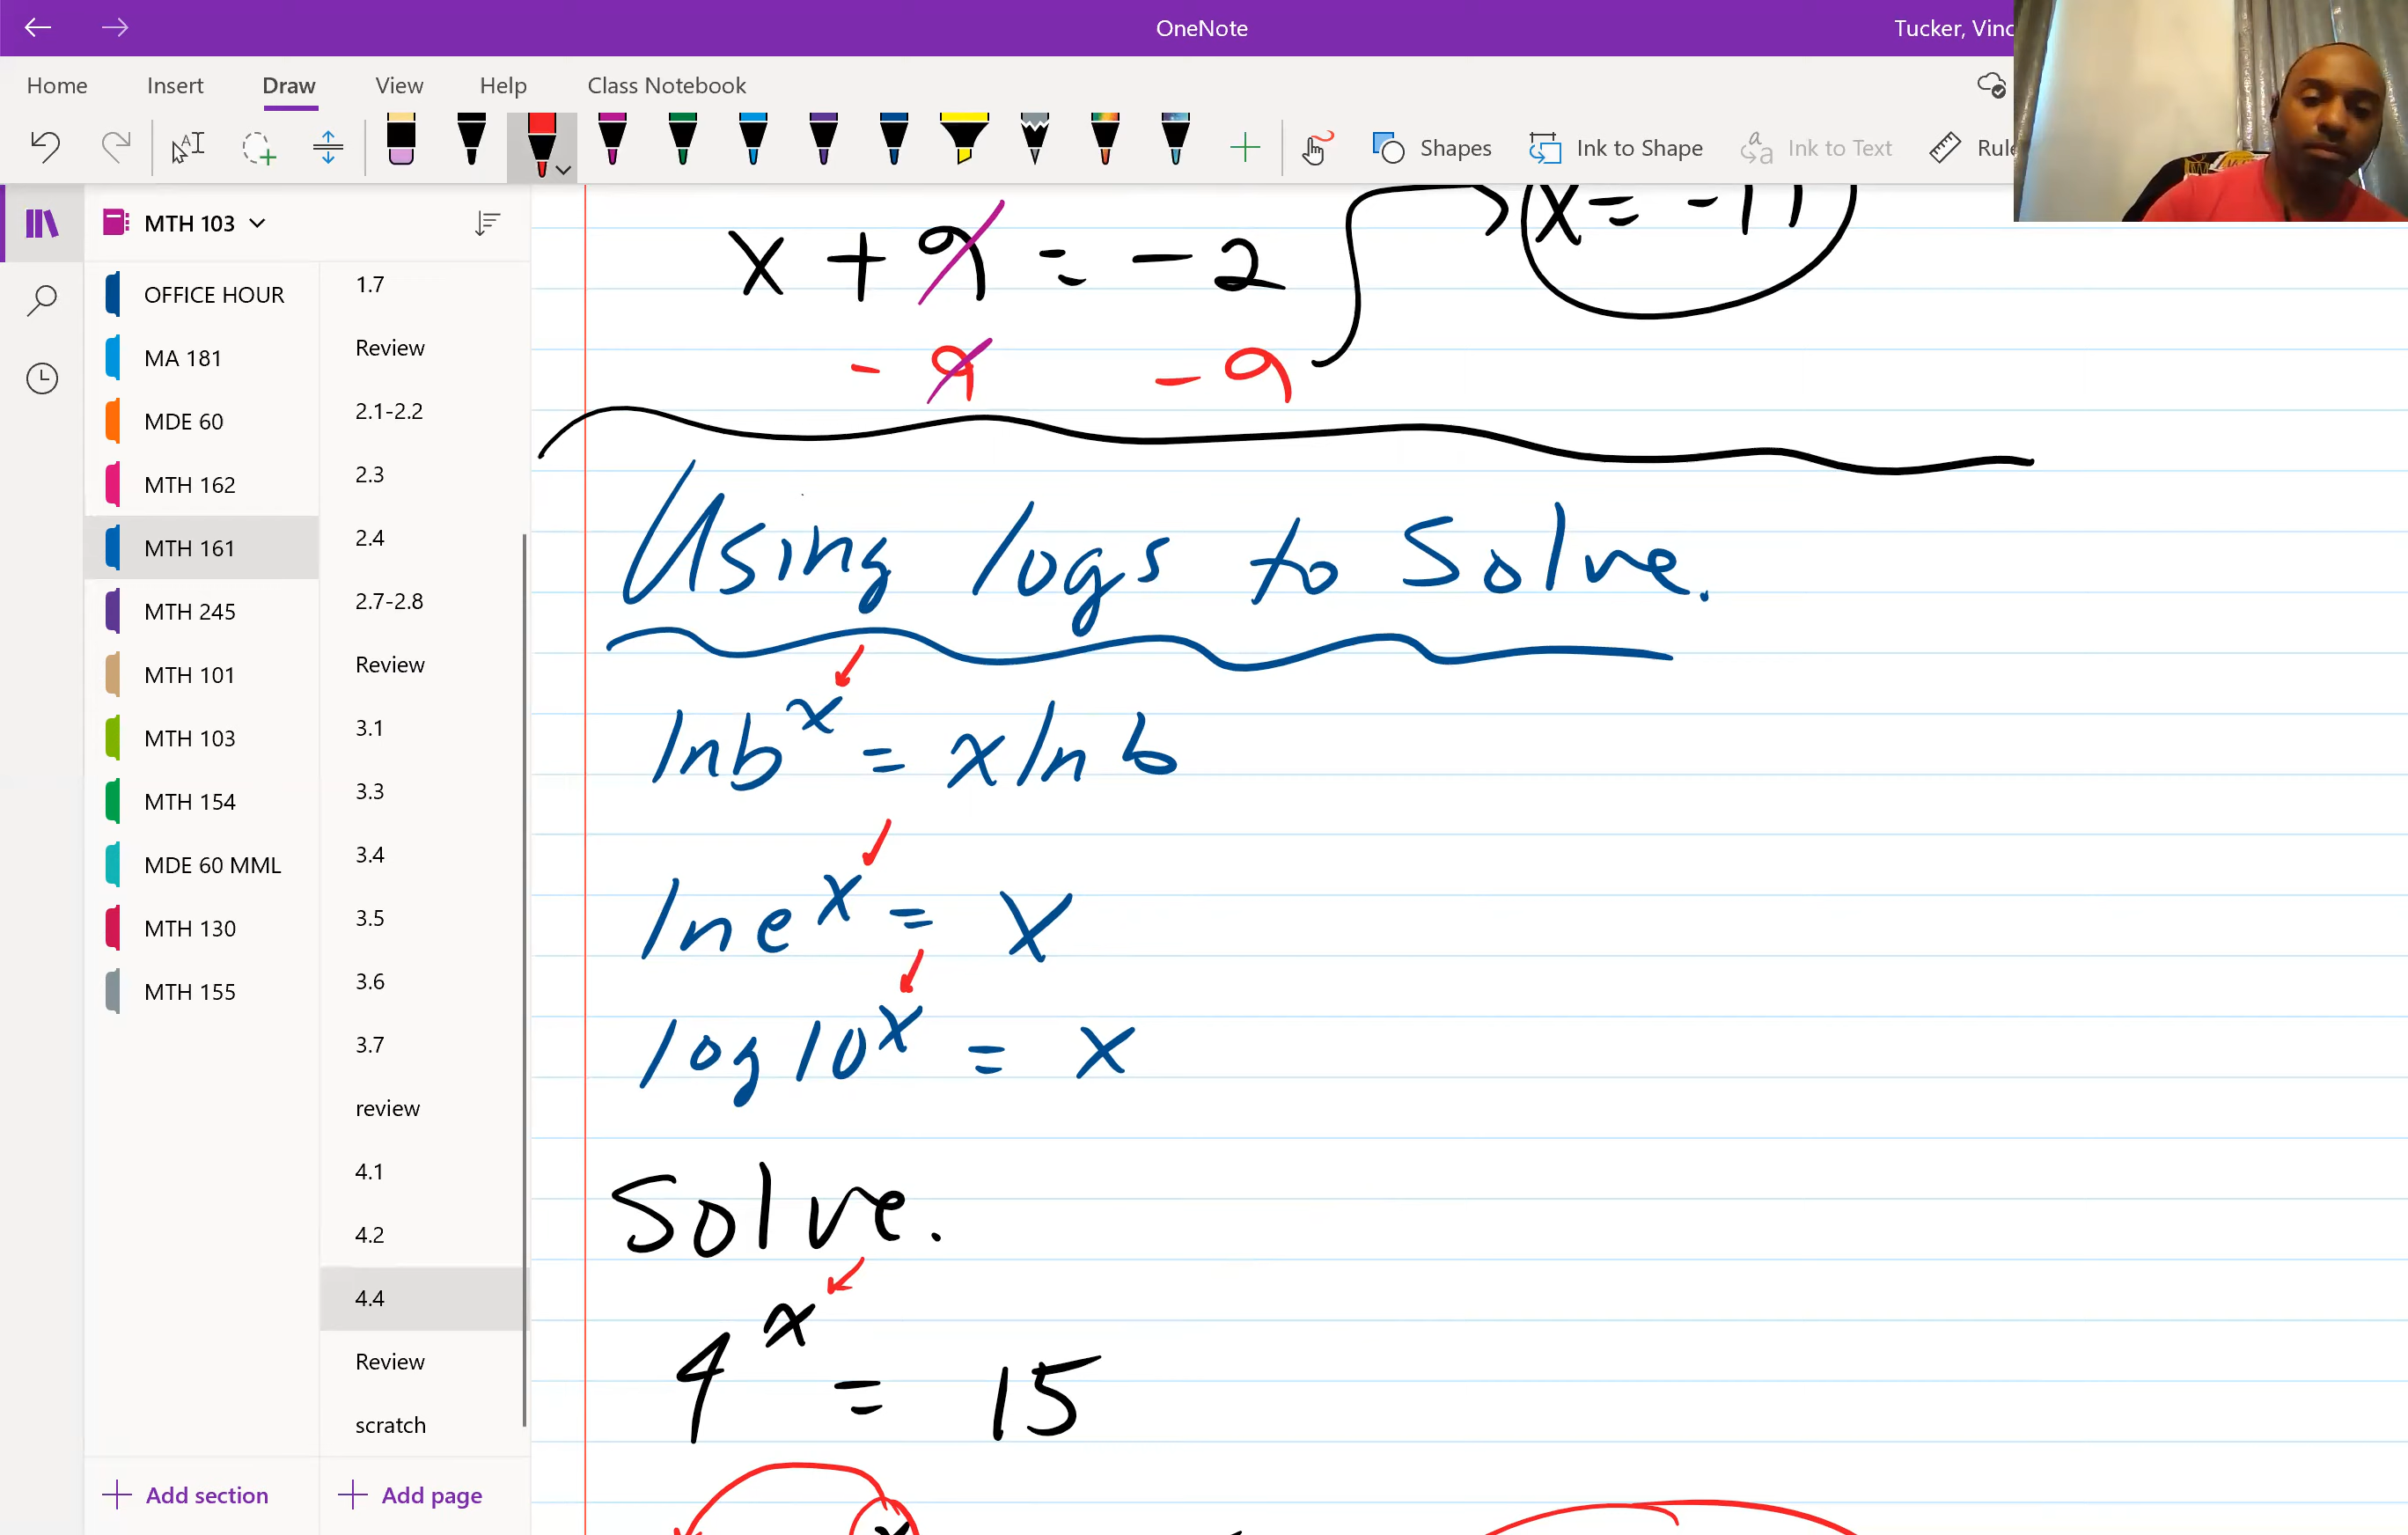 OneNote
Tucker, Vinc
Home Insert Draw View Help Class Notebook
Shapes Ink to Shape Ink to Text Rule
MTH 103
OFFICE HOUR
MA 181
MDE 60
MTH 162
MTH 161
MTH 245
MTH 101
MTH 103
MTH 154
MDE 60 MML
MTH 130
MTH 155
Add section
1.7
Review
2.1-2.2
2.3
2.4
2.7-2.8
Review
3.1
3.3
3.4
3.5
3.6
3.7
review
4.1
4.2
4.4
Review
scratch
Add page
x + 9 = -2
x = -11
- 9 - 9
Using logs to Solve.
ln b^x = x ln b
ln e^x = x
log 10^x = x
Solve.
4^x = 15